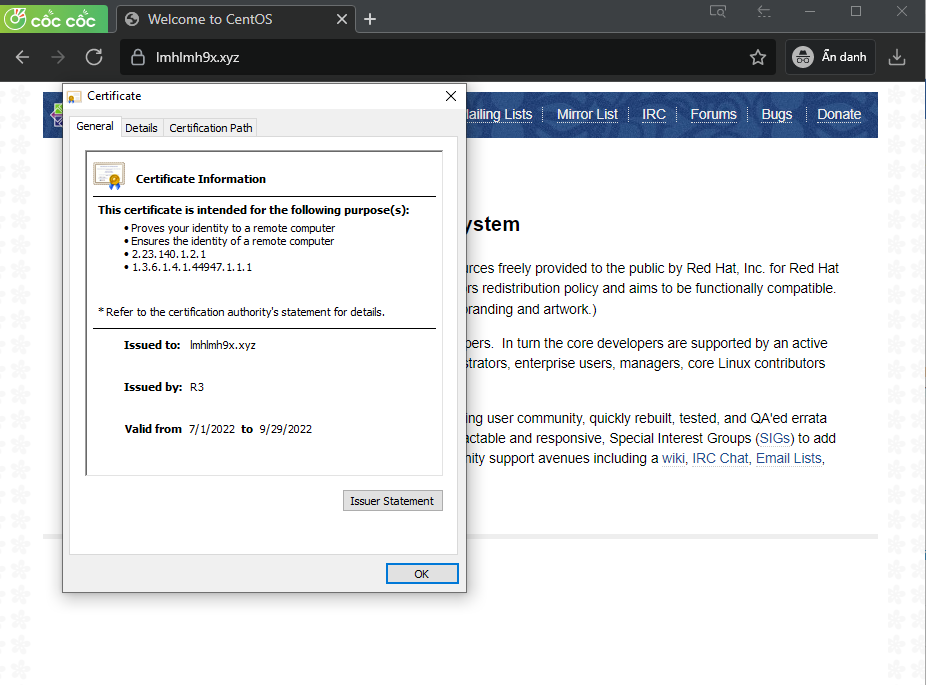 cốc cốc
Welcome to CentOS
lmhlmh9x.xyz
Ẩn danh
Mailing Lists
Mirror List
IRC
Forums
Bugs
Donate
Certificate
General
Details
Certification Path
Certificate Information
This certificate is intended for the following purpose(s):
• Proves your identity to a remote computer
• Ensures the identity of a remote computer
• 2.23.140.1.2.1
• 1.3.6.1.4.1.44947.1.1.1
* Refer to the certification authority's statement for details.
Issued to: lmhlmh9x.xyz
Issued by: R3
Valid from 7/1/2022 to 9/29/2022
Issuer Statement
OK
ystem
urces freely provided to the public by Red Hat, Inc. for Red Hat
rs redistribution policy and aims to be functionally compatible.
randing and artwork.)
pers. In turn the core developers are supported by an active
strators, enterprise users, managers, core Linux contributors
ing user community, quickly rebuilt, tested, and QA'ed errata
actable and responsive, Special Interest Groups (SIGs) to add
nity support avenues including a wiki, IRC Chat, Email Lists,